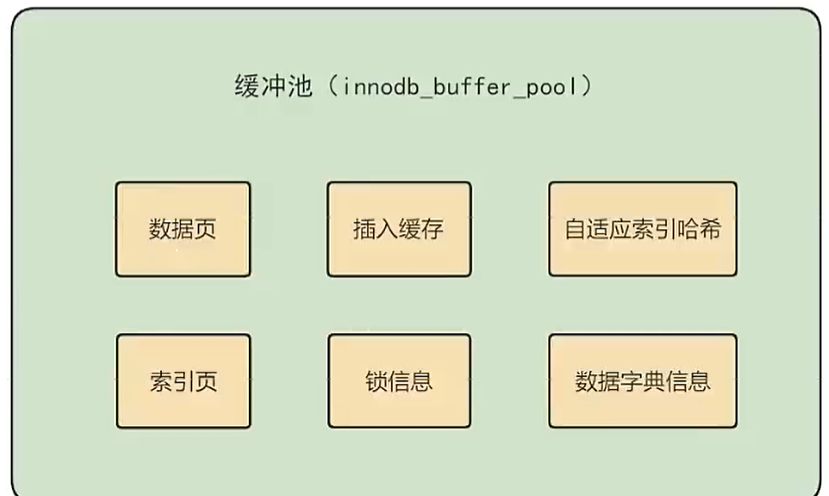 缓冲池（innodb_buffer_pool）
数据页
插入缓存
自适应索引哈希
索引页
锁信息
数据字典信息